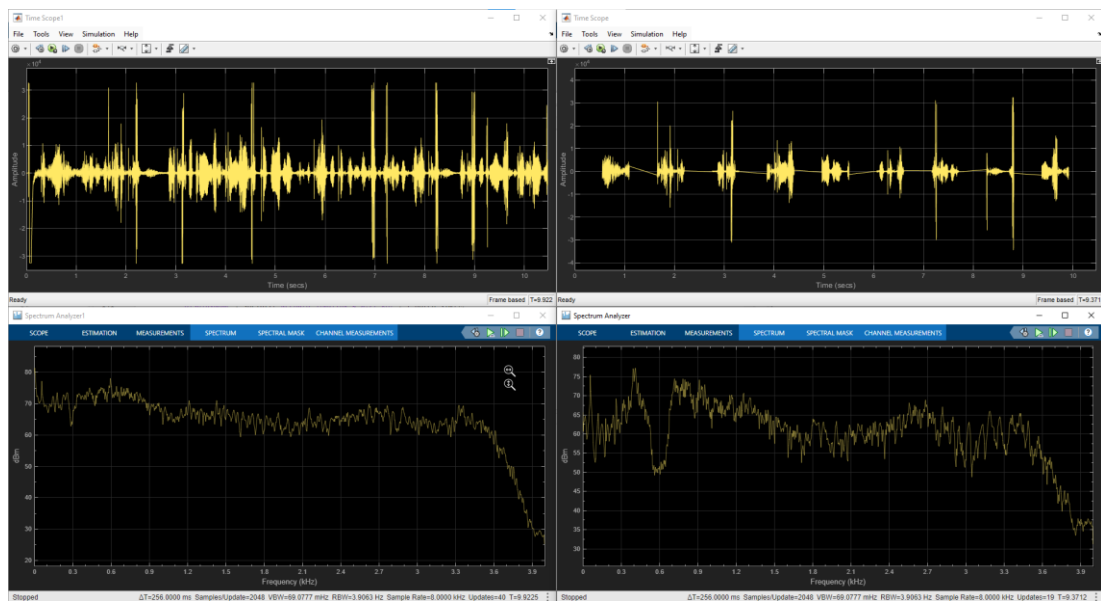 Time Scope1
File Tools View Simulation Help
×10⁴
3
2
1
0
-1
-2
-3
Amplitude
0 1 2 3 4 5 6 7 8 9 10
Time (secs)
Ready Frame based T=9.922
Time Scope
File Tools View Simulation Help
×10⁴
4
3
2
1
0
-1
-2
-3
-4
Amplitude
0 1 2 3 4 5 6 7 8 9 10
Time (secs)
Ready Frame based T=9.371
Spectrum Analyzer1
SCOPE ESTIMATION MEASUREMENTS SPECTRUM SPECTRAL MASK CHANNEL MEASUREMENTS ?
80
70
60
50
40
30
20
dBm
0 0.3 0.6 0.9 1.2 1.5 1.8 2.1 2.4 2.7 3 3.3 3.6 3.9
Frequency (kHz)
Stopped ΔT=256.0000 ms Samples/Update=2048 VBW=69.0777 mHz RBW=3.9063 Hz Sample Rate=8.0000 kHz Updates=40 T=9.9225
Spectrum Analyzer
SCOPE ESTIMATION MEASUREMENTS SPECTRUM SPECTRAL MASK CHANNEL MEASUREMENTS ?
80
75
70
65
60
55
50
45
40
35
30
dBm
0 0.3 0.6 0.9 1.2 1.5 1.8 2.1 2.4 2.7 3 3.3 3.6 3.9
Frequency (kHz)
Stopped ΔT=256.0000 ms Samples/Update=2048 VBW=69.0777 mHz RBW=3.9063 Hz Sample Rate=8.0000 kHz Updates=19 T=9.3712